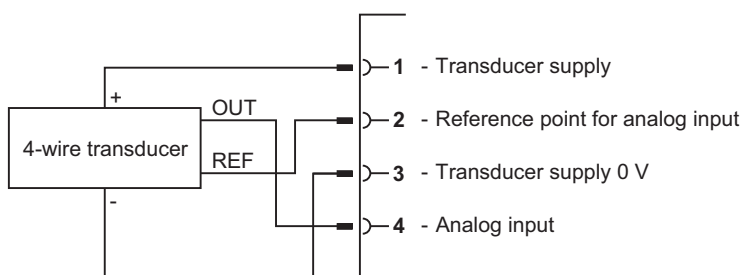 1 - Transducer supply
+
OUT
2 - Reference point for analog input
4-wire transducer
REF
3 - Transducer supply 0 V
-
4 - Analog input